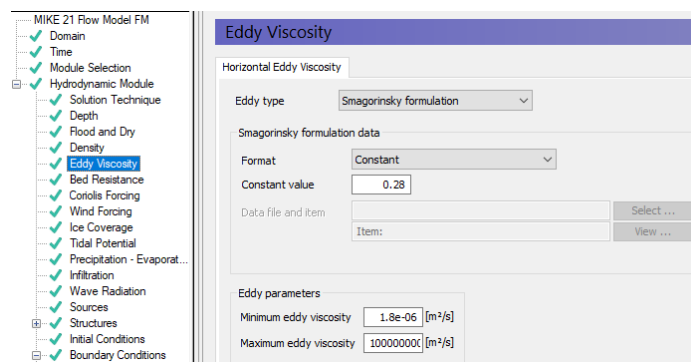 MIKE 21 Flow Model FM
Domain
Time
Module Selection
Hydrodynamic Module
Solution Technique
Depth
Flood and Dry
Density
Eddy Viscosity
Bed Resistance
Coriolis Forcing
Wind Forcing
Ice Coverage
Tidal Potential
Precipitation - Evaporat...
Infiltration
Wave Radiation
Sources
Structures
Initial Conditions
Boundary Conditions
Eddy Viscosity
Horizontal Eddy Viscosity
Eddy type Smagorinsky formulation
Smagorinsky formulation data
Format Constant
Constant value 0.28
Data file and item Select ...
Item: View ...
Eddy parameters
Minimum eddy viscosity 1.8e-06 [m²/s]
Maximum eddy viscosity 100000000 [m²/s]